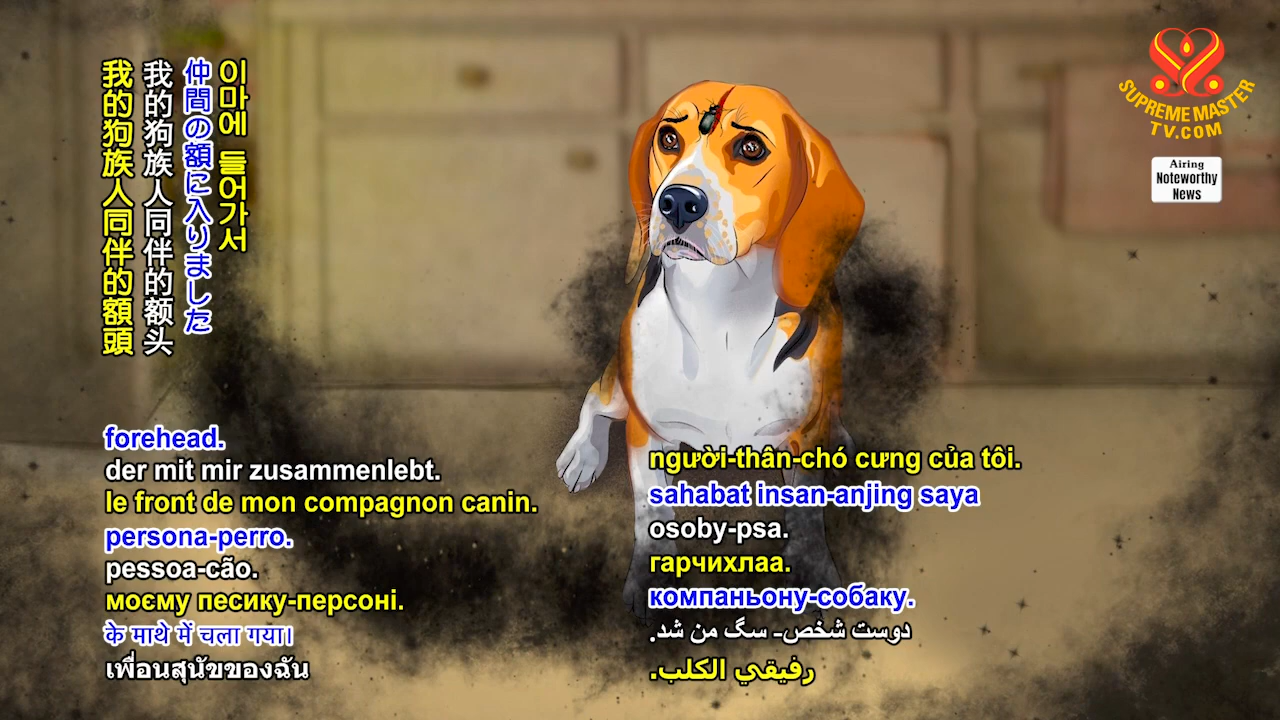 이마에 들어가서
仲間の額に入りました
我的狗族人同伴的额头
我的狗族人同伴的額頭
SUPREME MASTER
TV.COM
Airing
Noteworthy
News
forehead.
der mit mir zusammenlebt.
le front de mon compagnon canin.
persona-perro.
pessoa-cão.
моєму песику-персоні.
के माथे में चला गया।
เพื่อนสุนัขของฉัน
người-thân-chó cưng của tôi.
sahabat insan-anjing saya
osoby-psa.
гарчихлаа.
компаньону-собаку.
دوست شخص- سگ من شد.
رفيقي الكلب.